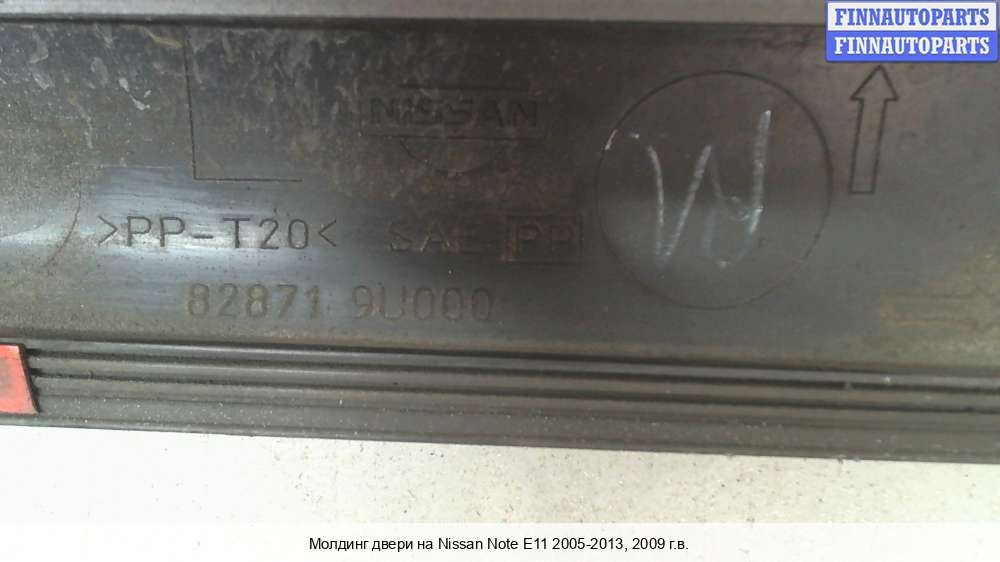 FINNAUTOPARTS
FINNAUTOPARTS
NISSAN
>PP-T20< SAE PP
82871 9U000
W
Молдинг двери на Nissan Note E11 2005-2013, 2009 г.в.